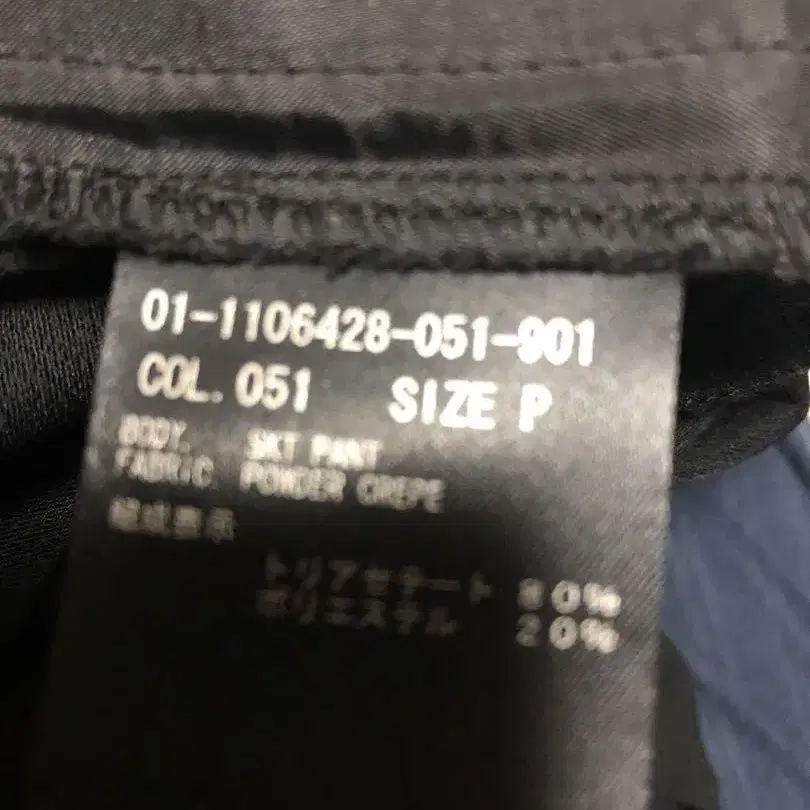 01-1106428-051-901
COL. 051 SIZE P
BODY. SKT PANT
FABRIC. POWDER CREPE
組成表示
トリアセテート 80%
ポリエステル 20%